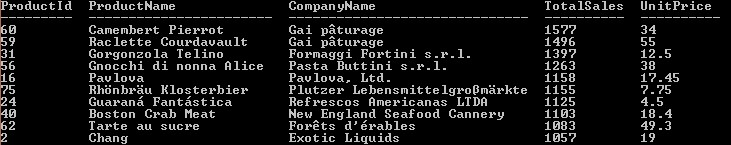 ProductId ProductName CompanyName TotalSales UnitPrice
60 Camembert Pierrot Gai pâturage 1577 34
59 Raclette Courdavault Gai pâturage 1496 55
31 Gorgonzola Telino Formaggi Fortini s.r.l. 1397 12.5
56 Gnocchi di nonna Alice Pasta Buttini s.r.l. 1263 38
16 Pavlova Pavlova, Ltd. 1158 17.45
75 Rhönbräu Klosterbier Plutzer Lebensmittelgroßmärkte 1155 7.75
24 Guaraná Fantástica Refrescos Americanas LTDA 1125 4.5
40 Boston Crab Meat New England Seafood Cannery 1103 18.4
62 Tarte au sucre Forêts d'érables 1083 49.3
2 Chang Exotic Liquids 1057 19